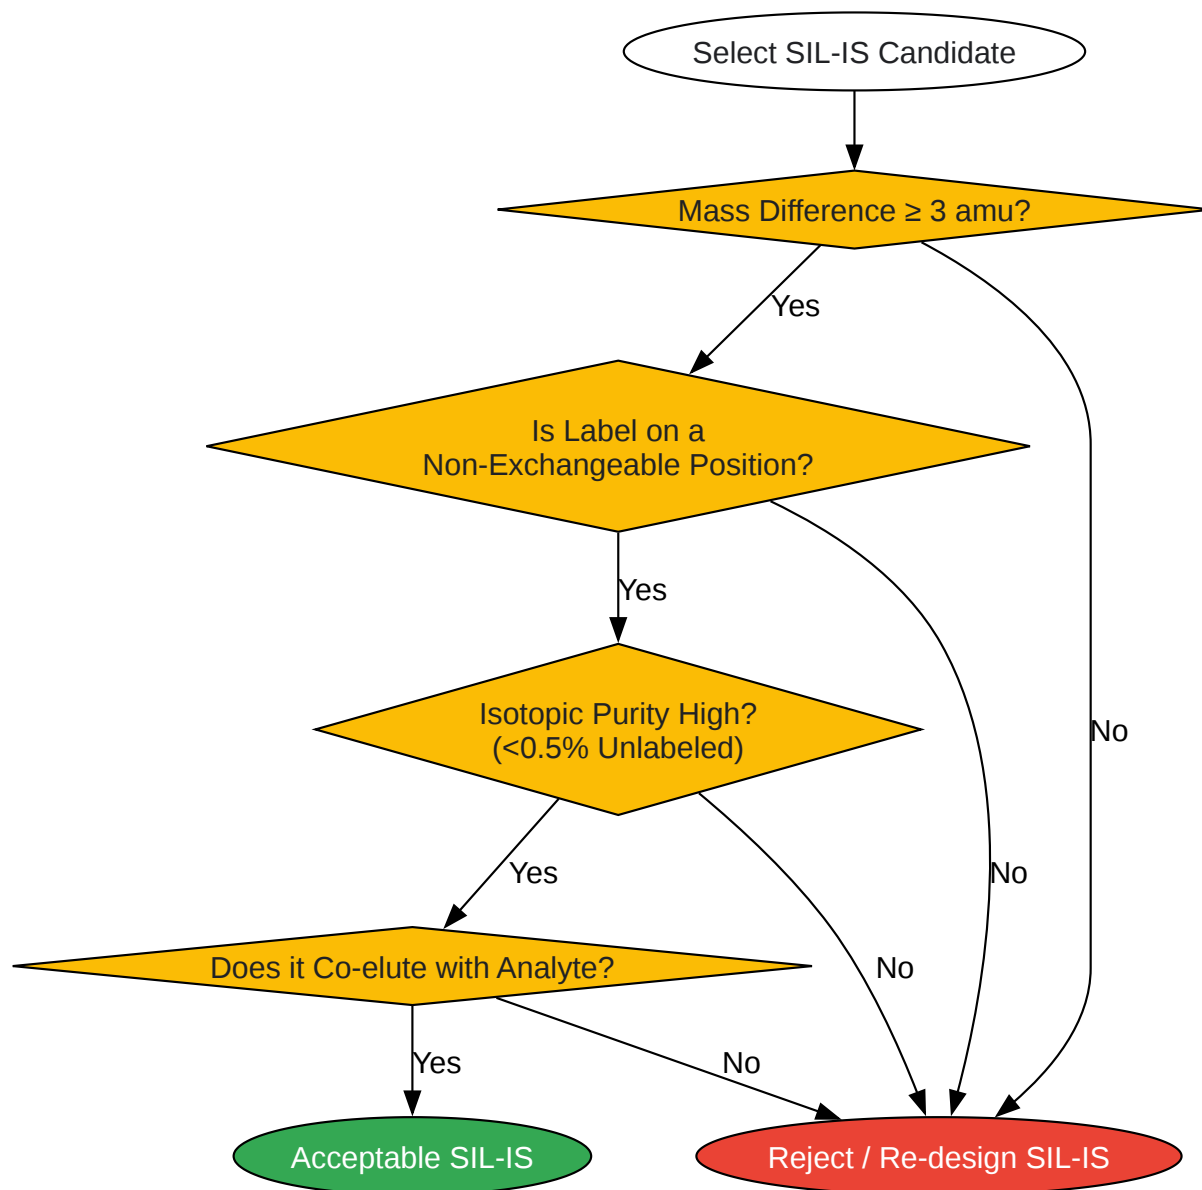 Select SIL-IS Candidate
Mass Difference ≥ 3 amu?
Yes
Is Label on a
Non-Exchangeable Position?
Yes
Isotopic Purity High?
(<0.5% Unlabeled)
No
Yes
No
Does it Co-elute with Analyte?
No
Yes
No
Acceptable SIL-IS
Reject / Re-design SIL-IS